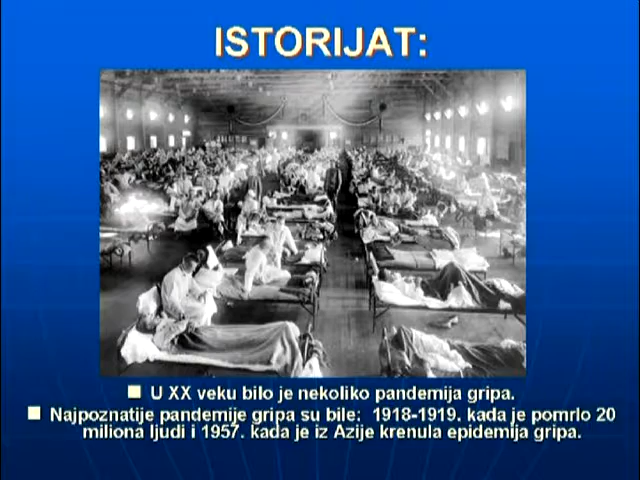 ISTORIJAT:
U XX veku bilo je nekoliko pandemija gripa.
Najpoznatije pandemije gripa su bile: 1918-1919. kada je pomrlo 20
miliona ljudi i 1957. kada je iz Azije krenula epidemija gripa.